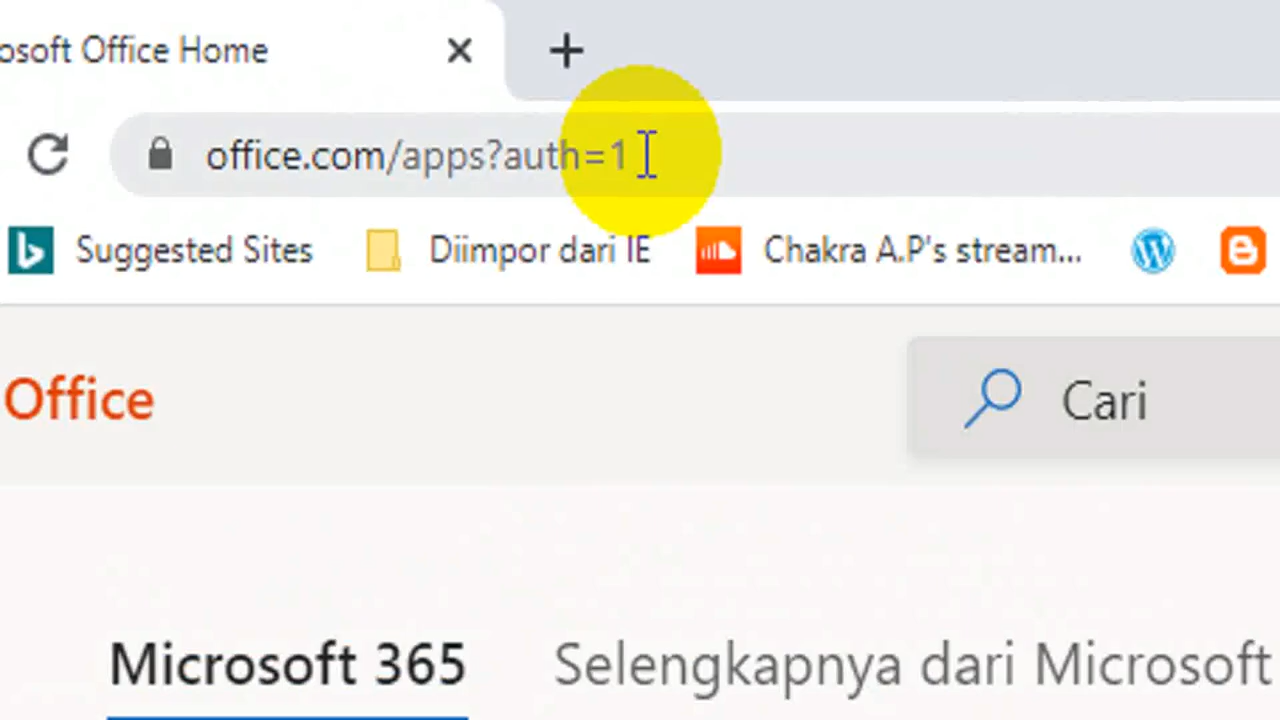 osoft Office Home
office.com/apps?auth=1
Suggested Sites Diimpor dari IE Chakra A.P's stream...
Office Cari
Microsoft 365 Selengkapnya dari Microsoft